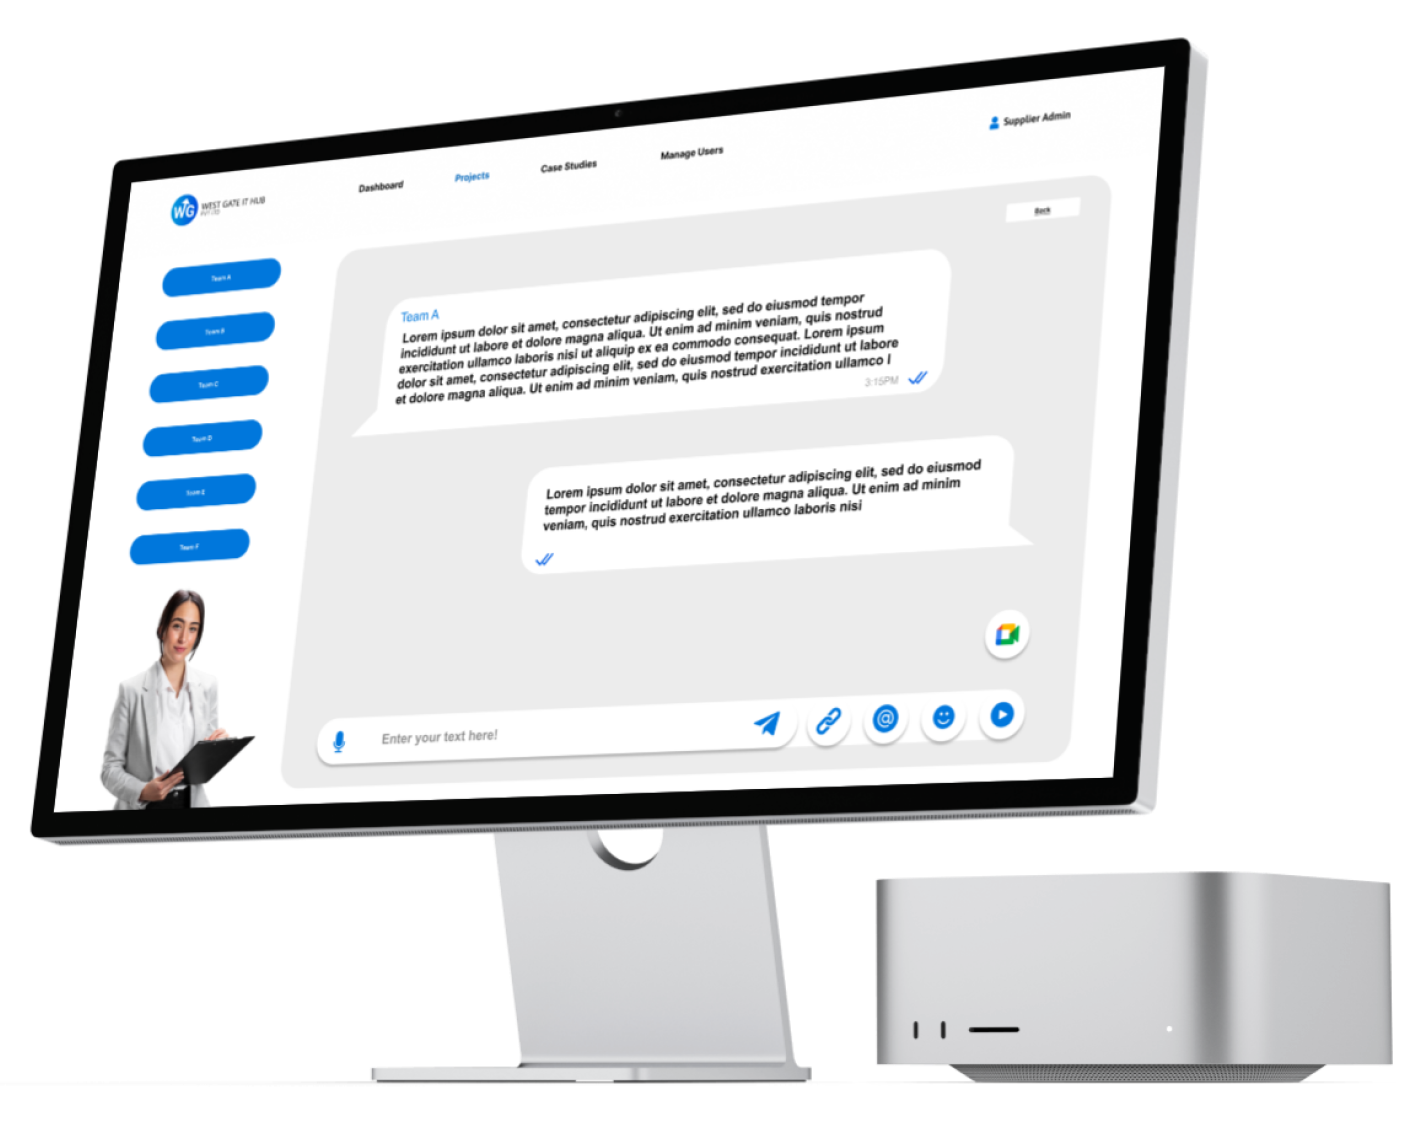 Supplier Admin
Dashboard
Projects
Case Studies
Manage Users
WG
WEST GATE IT HUB
Back
Team A
Team B
Team C
Team D
Team E
Team F
Team A
Lorem ipsum dolor sit amet, consectetur adipiscing elit, sed do eiusmod tempor
incididunt ut labore et dolore magna aliqua. Ut enim ad minim veniam, quis nostrud
exercitation ullamco laboris nisi ut aliquip ex ea commodo consequat. Lorem ipsum
dolor sit amet, consectetur adipiscing elit, sed do eiusmod tempor incididunt ut labore
et dolore magna aliqua. Ut enim ad minim veniam, quis nostrud exercitation ullamco l
3:15PM
Lorem ipsum dolor sit amet, consectetur adipiscing elit, sed do eiusmod
tempor incididunt ut labore et dolore magna aliqua. Ut enim ad minim
veniam, quis nostrud exercitation ullamco laboris nisi
Enter your text here!
@